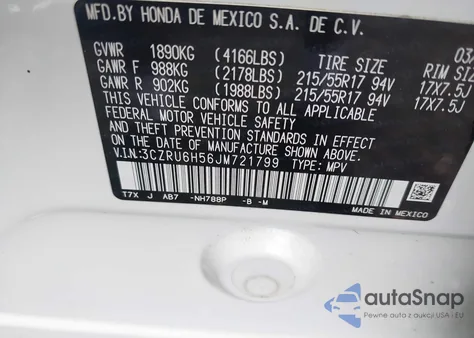 MFD.BY HONDA DE MEXICO S.A. DE C.V.
GVWR 1890KG (4166LBS) TIRE SIZE RIM SI
GAWR F 988KG (2178LBS) 215/55R17 94V 17X7.5J
GAWR R 902KG (1988LBS) 215/55R17 94V 17X7.5J
THIS VEHICLE CONFORMS TO ALL APPLICABLE
FEDERAL MOTOR VEHICLE SAFETY AND
THEFT PREVENTION STANDARDS IN EFFECT ON
THE DATE OF MANUFACTURE SHOWN ABOVE.
V.I.N:3CZRU6H56JM721799 TYPE: MPV
T7X J AB7 -NH788P -B -M
MADE IN MEXICO
autoSnap
Pewne auta z aukcji USA i EU